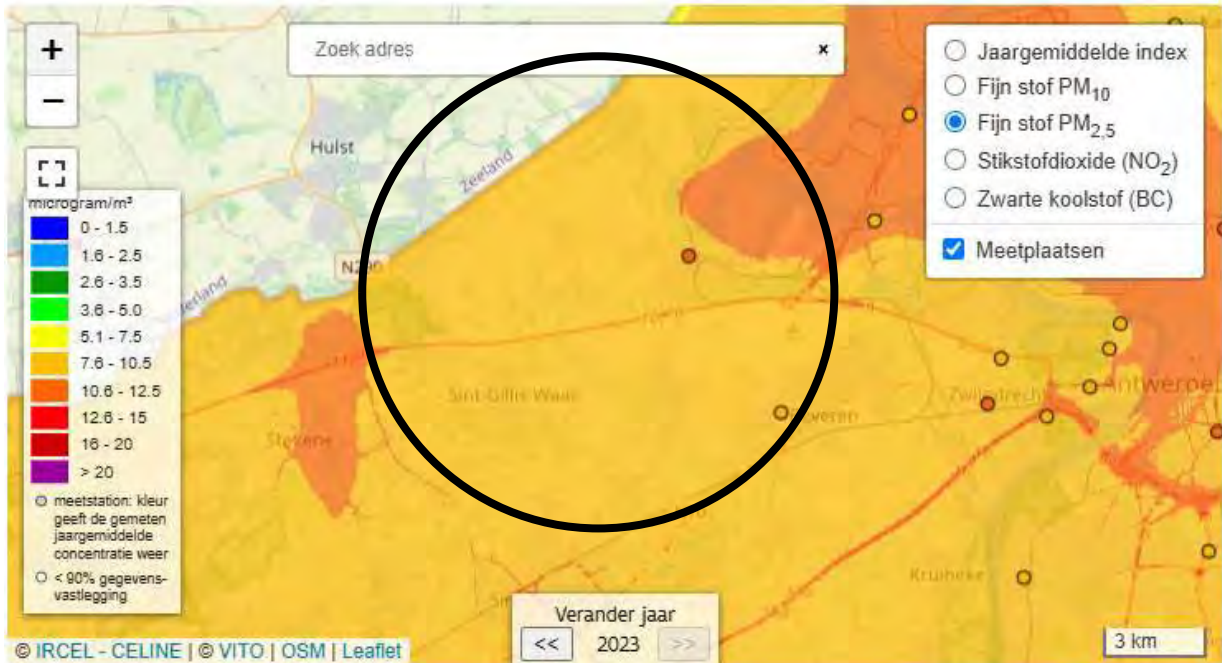 +
−
Zoek adres
×
Jaargemiddelde index
Fijn stof PM10
Fijn stof PM2,5
Stikstofdioxide (NO2)
Zwarte koolstof (BC)
Meetplaatsen
Hulst
Zeeland
N290
microgram/m³
0 - 1.5
1.6 - 2.5
2.6 - 3.5
3.6 - 5.0
5.1 - 7.5
7.6 - 10.5
10.6 - 12.5
12.6 - 15
16 - 20
> 20
meetstation: kleur
geeft de gemeten
jaargemiddelde
concentratie weer
< 90% gegevens-
vastlegging
Sint-Gillis-Waas
Stekene
Beveren
Zwijndrecht
Antwerpe
Kruibeke
Verander jaar
<< 2023 >>
3 km
© IRCEL - CELINE | © VITO | OSM | Leaflet